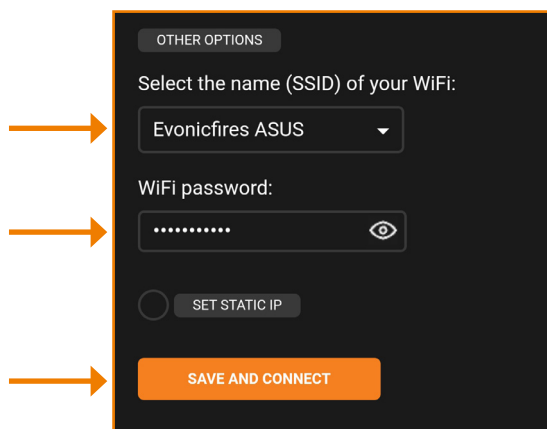 OTHER OPTIONS
Select the name (SSID) of your WiFi:
Evonicfires ASUS
WiFi password:
•••••••••••
SET STATIC IP
SAVE AND CONNECT